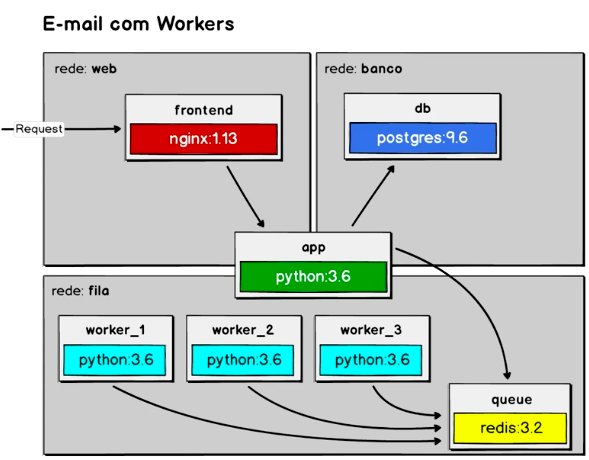 E-mail com Workers
rede: web
rede: banco
Request
frontend
nginx:1.13
db
postgres:9.6
app
python:3.6
rede: fila
worker_1
python:3.6
worker_2
python:3.6
worker_3
python:3.6
queue
redis:3.2